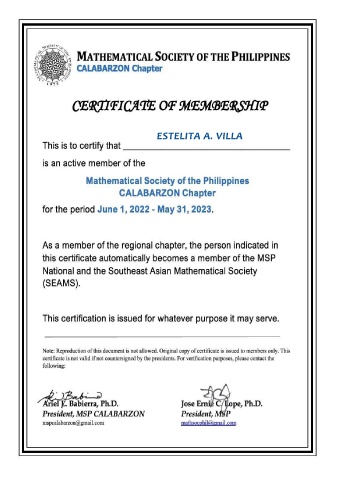 MATHEMATICAL SOCIETY OF THE PHILIPPINES
CALABARZON Chapter
CERTIFICATE OF MEMBERSHIP
ESTELITA A. VILLA
This is to certify that
is an active member of the
Mathematical Society of the Philippines
CALABARZON Chapter
for the period June 1, 2022 - May 31, 2023.
As a member of the regional chapter, the person indicated in
this certificate automatically becomes a member of the MSP
National and the Southeast Asian Mathematical Society
(SEAMS).
This certification is issued for whatever purpose it may serve.
Note: Reproduction of this document is not allowed. Original copy of certificate is issued to members only. This
certificate is not valid if not countersigned by the presidents. For verification purposes, please contact the
following:
Ariel L. Babierra, Ph.D. Jose Ernie C. Lope, Ph.D.
President, MSP CALABARZON President, MSP
mspcalabarzon@gmail.com